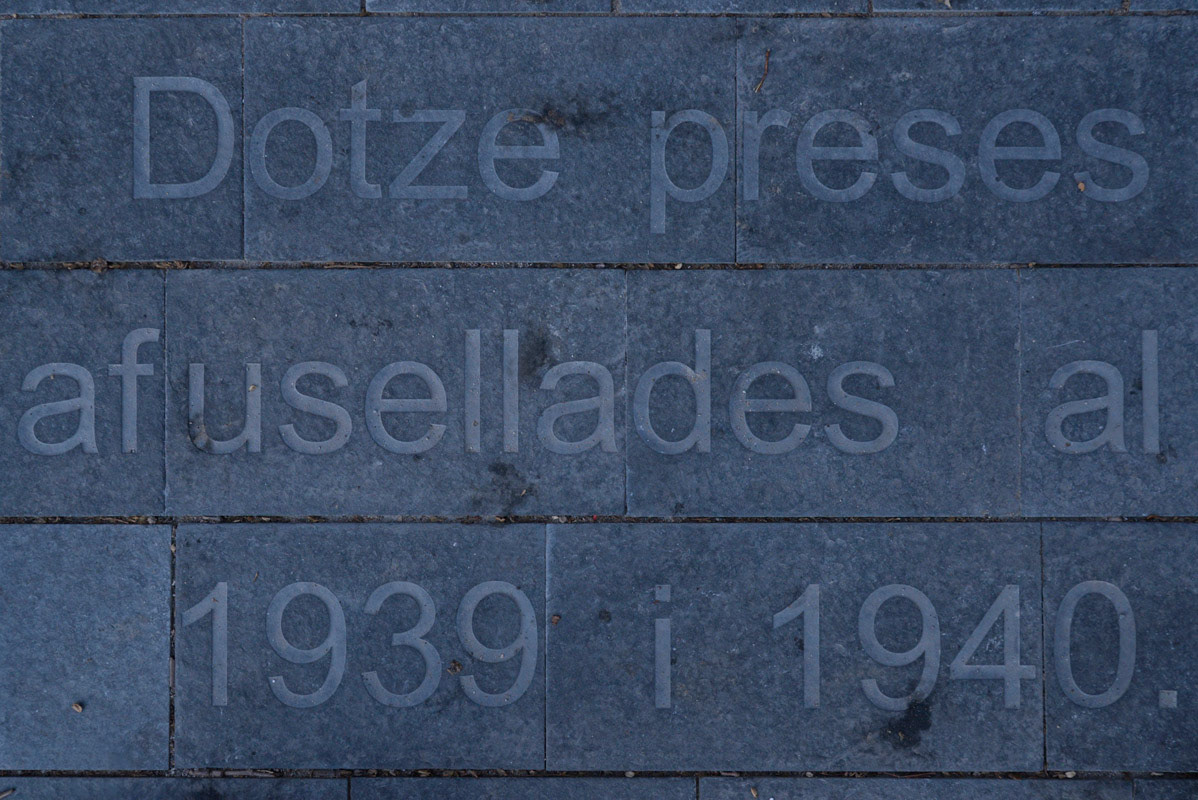 Dotze preses
afusellades al
1939 i 1940.